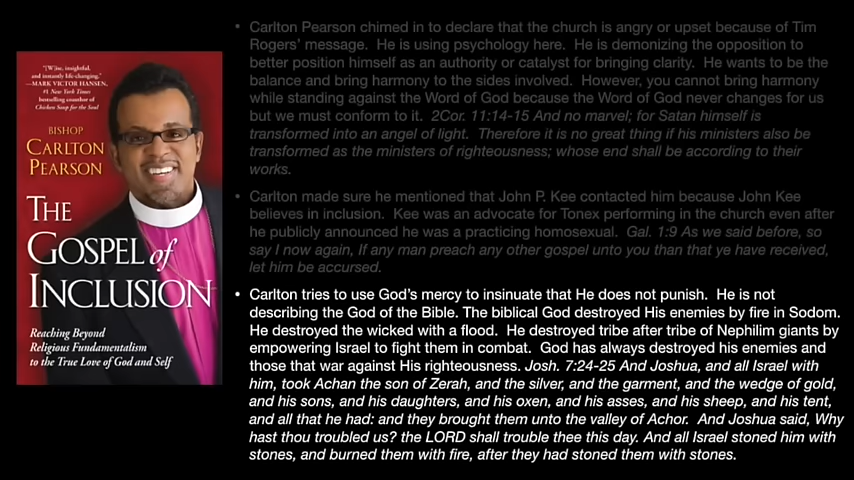 "[W]ise, insightful,
and instantly life-changing."
—MARK VICTOR HANSEN,
#1 New York Times
bestselling coauthor of
Chicken Soup for the Soul
BISHOP
CARLTON
PEARSON
THE
GOSPEL of
INCLUSION
Reaching Beyond
Religious Fundamentalism
to the True Love of God and Self
• Carlton Pearson chimed in to declare that the church is angry or upset because of Tim
Rogers' message. He is using psychology here. He is demonizing the opposition to
better position himself as an authority or catalyst for bringing clarity. He wants to be the
balance and bring harmony to the sides involved. However, you cannot bring harmony
while standing against the Word of God because the Word of God never changes for us
but we must conform to it. 2Cor. 11:14-15 And no marvel; for Satan himself is
transformed into an angel of light. Therefore it is no great thing if his ministers also be
transformed as the ministers of righteousness; whose end shall be according to their
works.
• Carlton made sure he mentioned that John P. Kee contacted him because John Kee
believes in inclusion. Kee was an advocate for Tonex performing in the church even after
he publicly announced he was a practicing homosexual. Gal. 1:9 As we said before, so
say I now again, If any man preach any other gospel unto you than that ye have received,
let him be accursed.
• Carlton tries to use God's mercy to insinuate that He does not punish. He is not
describing the God of the Bible. The biblical God destroyed His enemies by fire in Sodom.
He destroyed the wicked with a flood. He destroyed tribe after tribe of Nephilim giants by
empowering Israel to fight them in combat. God has always destroyed his enemies and
those that war against His righteousness. Josh. 7:24-25 And Joshua, and all Israel with
him, took Achan the son of Zerah, and the silver, and the garment, and the wedge of gold,
and his sons, and his daughters, and his oxen, and his asses, and his sheep, and his tent,
and all that he had: and they brought them unto the valley of Achor. And Joshua said, Why
hast thou troubled us? the LORD shall trouble thee this day. And all Israel stoned him with
stones, and burned them with fire, after they had stoned them with stones.